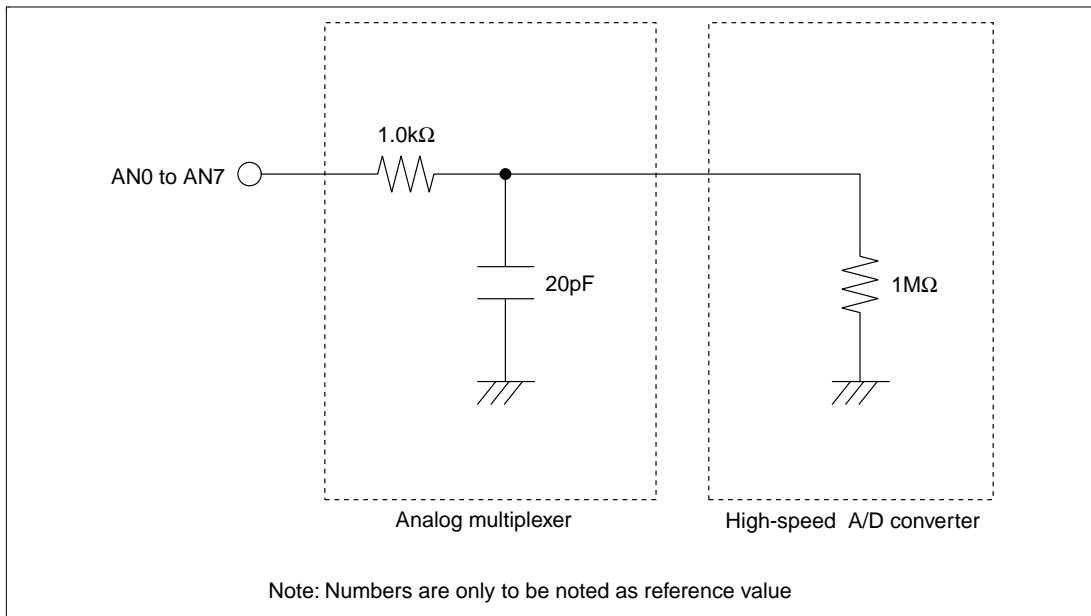 1.0kΩ
AN0 to AN7
20pF
1MΩ
Analog multiplexer
High-speed A/D converter
Note: Numbers are only to be noted as reference value